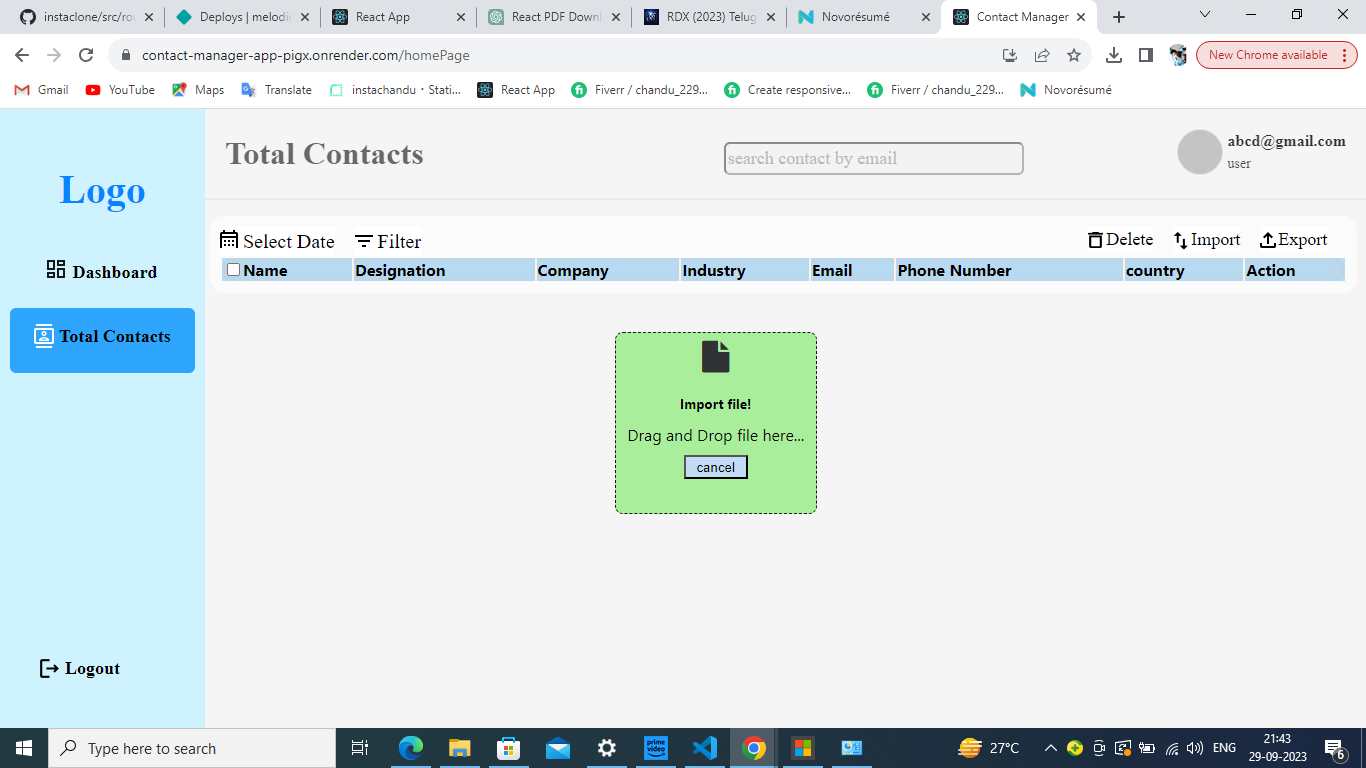 instaclone/src/rou
Deploys | melodic
React App
React PDF Downl
RDX (2023) Telug
Novorésumé
Contact Manager
contact-manager-app-pigx.onrender.com/homePage
New Chrome available
Gmail
YouTube
Maps
Translate
instachandu · Stati...
React App
Fiverr / chandu_229...
Create responsive...
Fiverr / chandu_229...
Novorésumé
Logo
Dashboard
Total Contacts
Logout
Total Contacts
search contact by email
abcd@gmail.com
user
Select Date
Filter
Delete
Import
Export
Name Designation Company Industry Email Phone Number country Action
Import file!
Drag and Drop file here...
cancel
Type here to search
prime video
27°C
ENG
21:43
29-09-2023
6